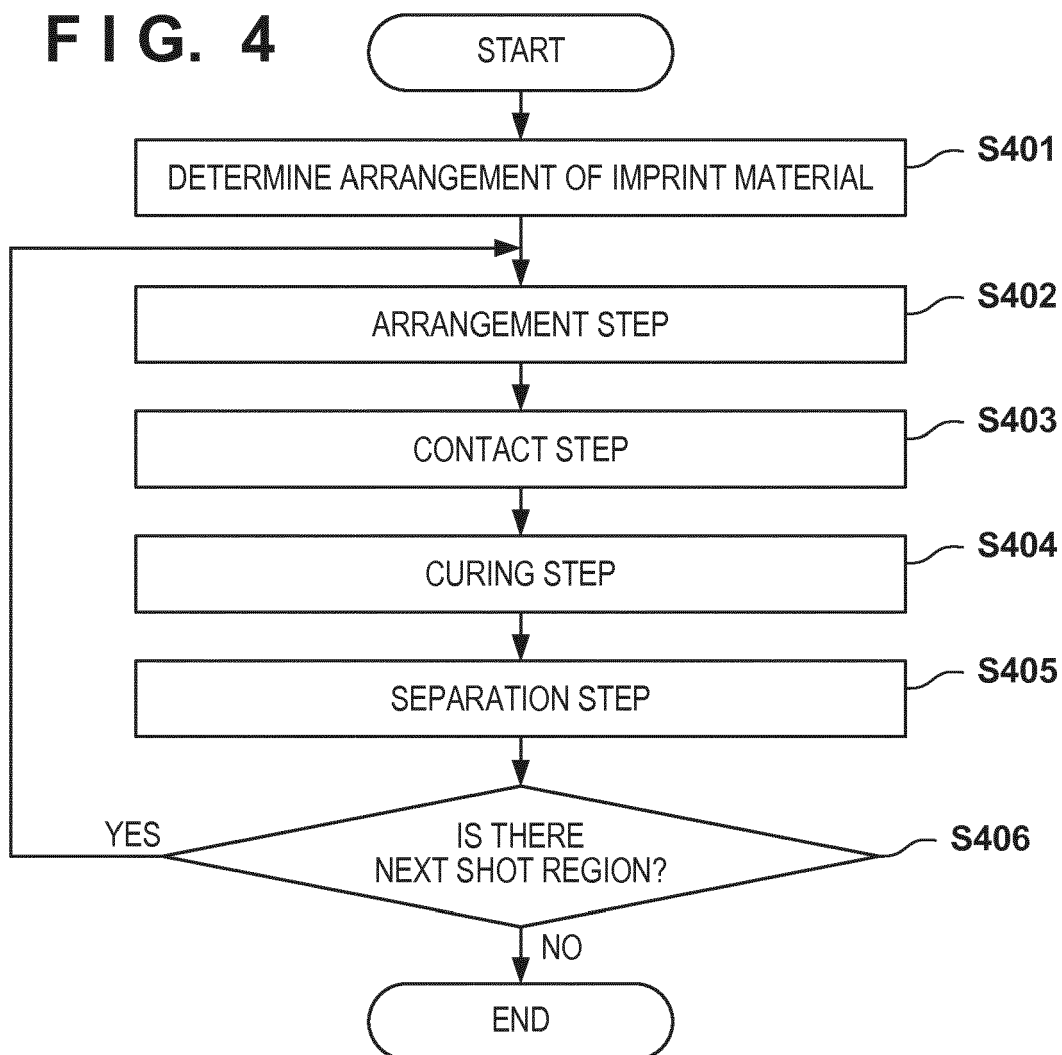 FIG. 4
START
DETERMINE ARRANGEMENT OF IMPRINT MATERIAL
S401
ARRANGEMENT STEP
S402
CONTACT STEP
S403
CURING STEP
S404
SEPARATION STEP
S405
YES
IS THERE
NEXT SHOT REGION?
S406
NO
END